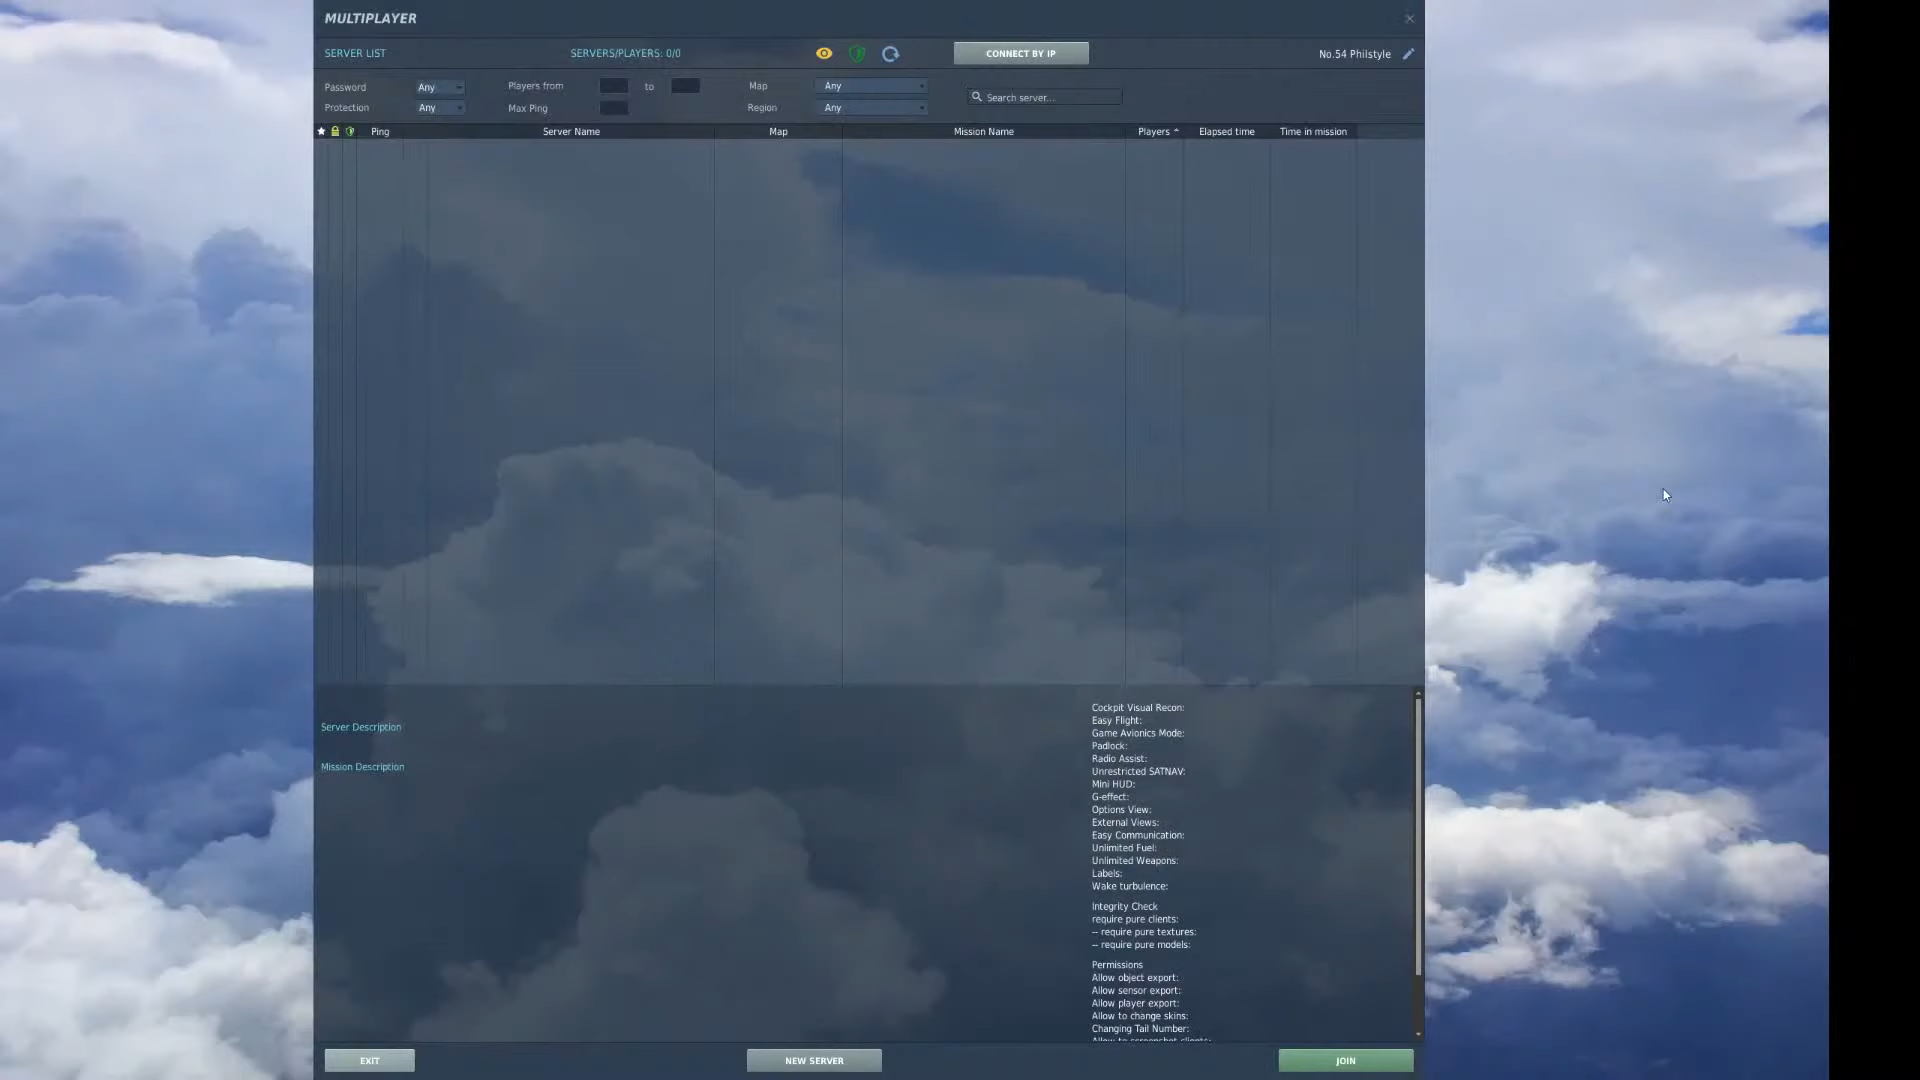 MULTIPLAYER
SERVER LIST SERVERS/PLAYERS: 0/0 CONNECT BY IP No.54 Philstyle
Password Any Players from to Map Any
Search server...
Protection Any Max Ping Region Any
Ping Server Name Map Mission Name Players Elapsed time Time in mission
Server Description
Mission Description
Cockpit Visual Recon:
Easy Flight:
Game Avionics Mode:
Padlock:
Radio Assist:
Unrestricted SATNAV:
Mini HUD:
G-effect:
Options View:
External Views:
Easy Communication:
Unlimited Fuel:
Unlimited Weapons:
Labels:
Wake turbulence:
Integrity Check
require pure clients:
-- require pure textures:
-- require pure models:
Permissions
Allow object export:
Allow sensor export:
Allow player export:
Allow to change skins:
Changing Tail Number:
Allow to screenshot clients:
EXIT NEW SERVER JOIN